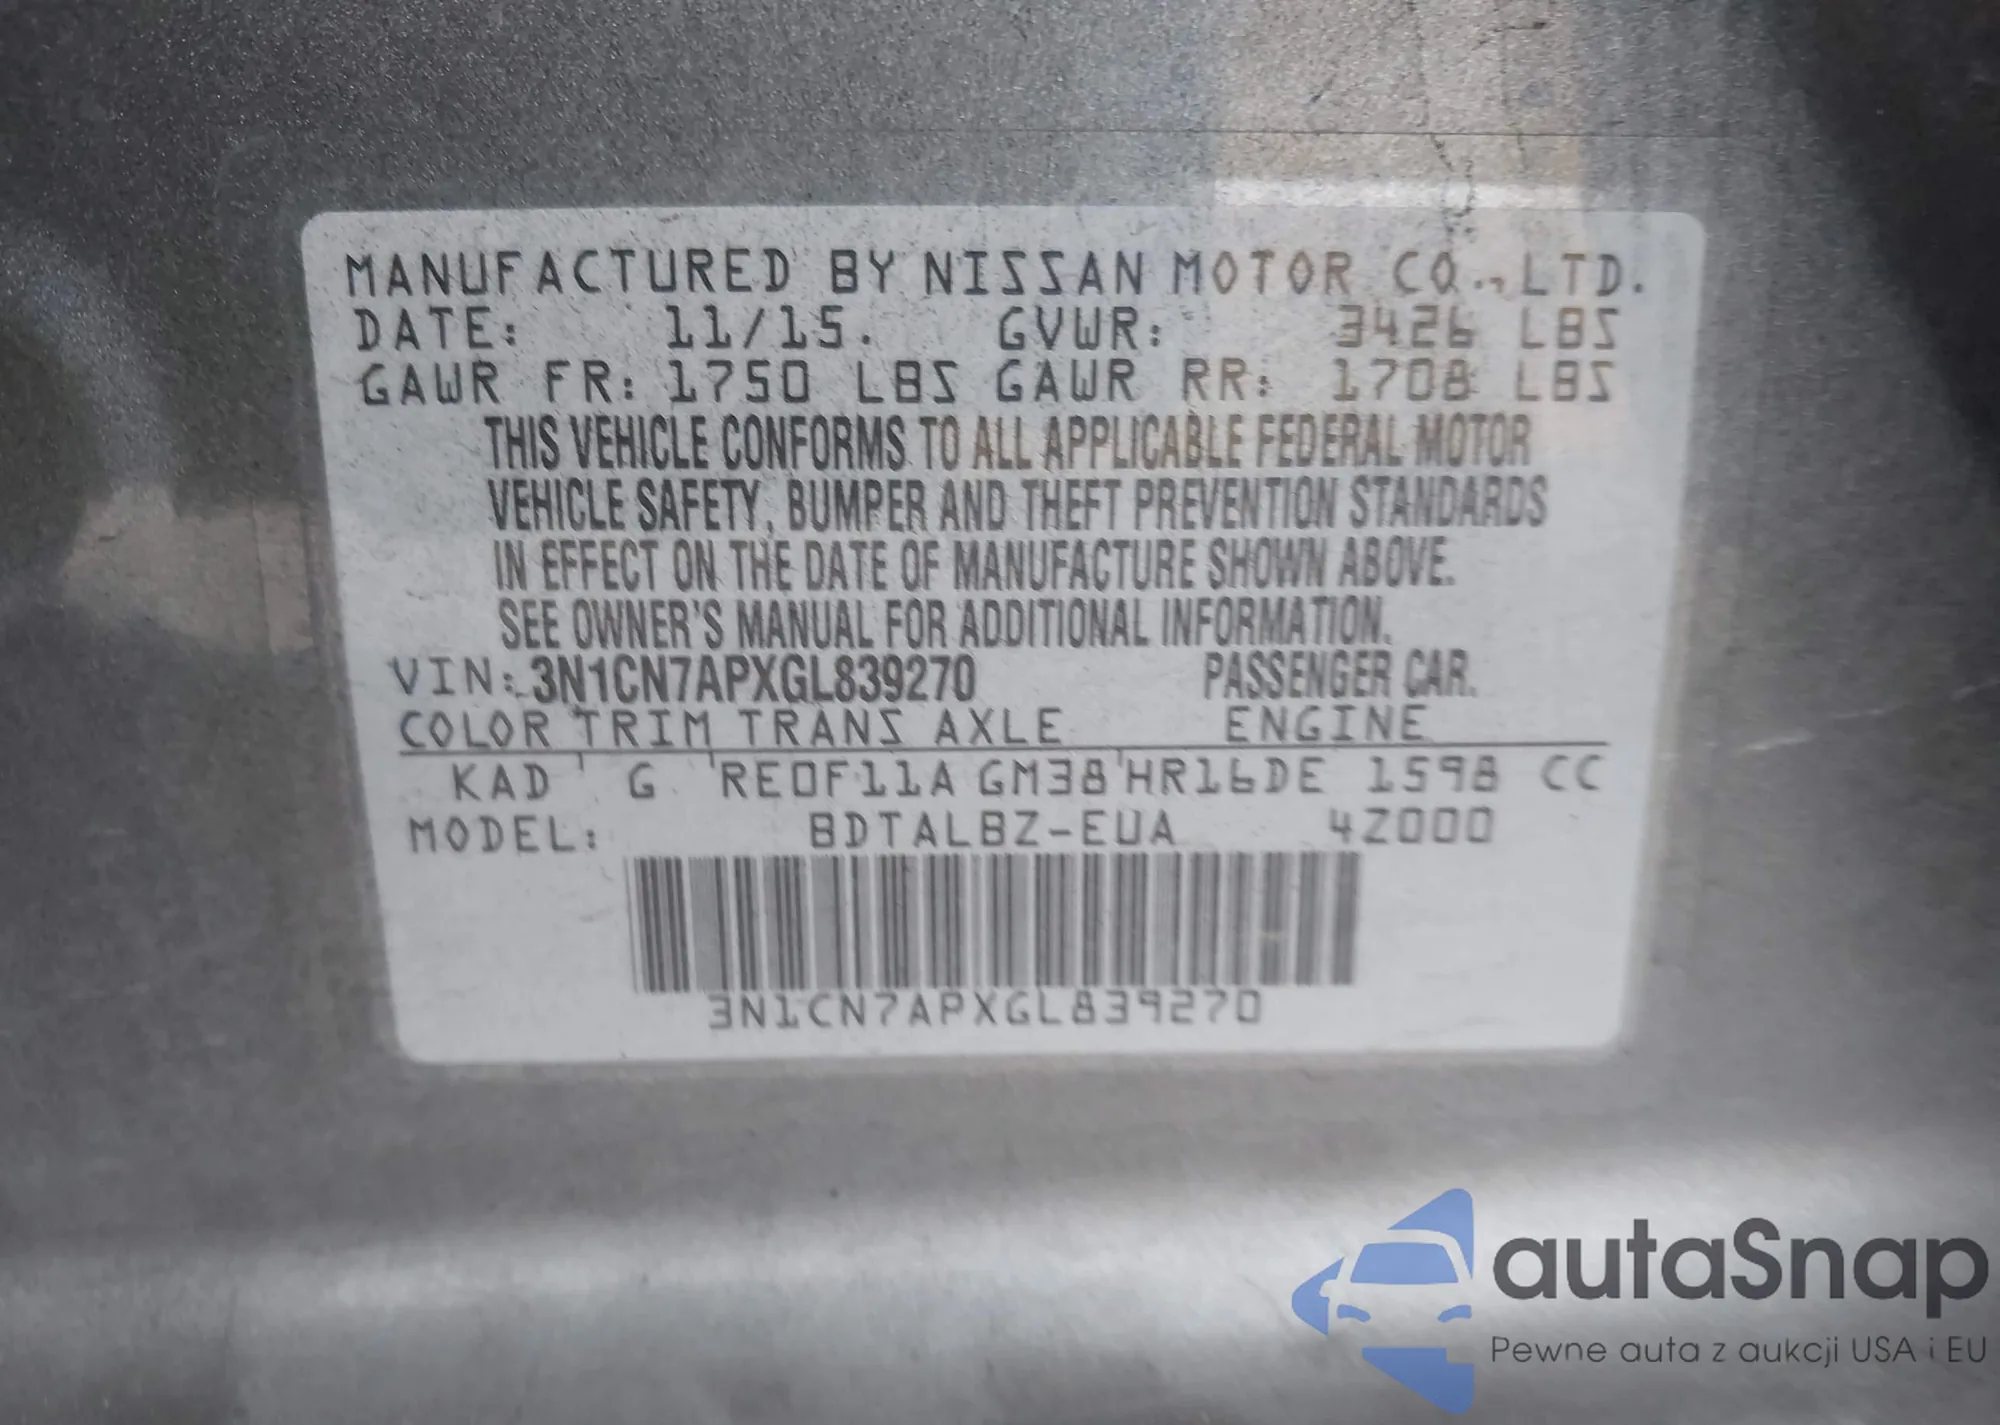 MANUFACTURED BY NISSAN MOTOR CO., LTD.
DATE: 11/15. GVWR: 3426 LBS
GAWR FR: 1750 LBS GAWR RR: 1708 LBS
THIS VEHICLE CONFORMS TO ALL APPLICABLE FEDERAL MOTOR
VEHICLE SAFETY, BUMPER AND THEFT PREVENTION STANDARDS
IN EFFECT ON THE DATE OF MANUFACTURE SHOWN ABOVE.
SEE OWNER'S MANUAL FOR ADDITIONAL INFORMATION.
VIN: 3N1CN7APXGL839270 PASSENGER CAR.
COLOR TRIM TRANS AXLE ENGINE
KAD G RE0F11A GM38 HR16DE 1598 CC
MODEL: BDTALBZ-EUA 4Z000
3N1CN7APXGL839270
autaSnap
Pewne auta z aukcji USA i EU